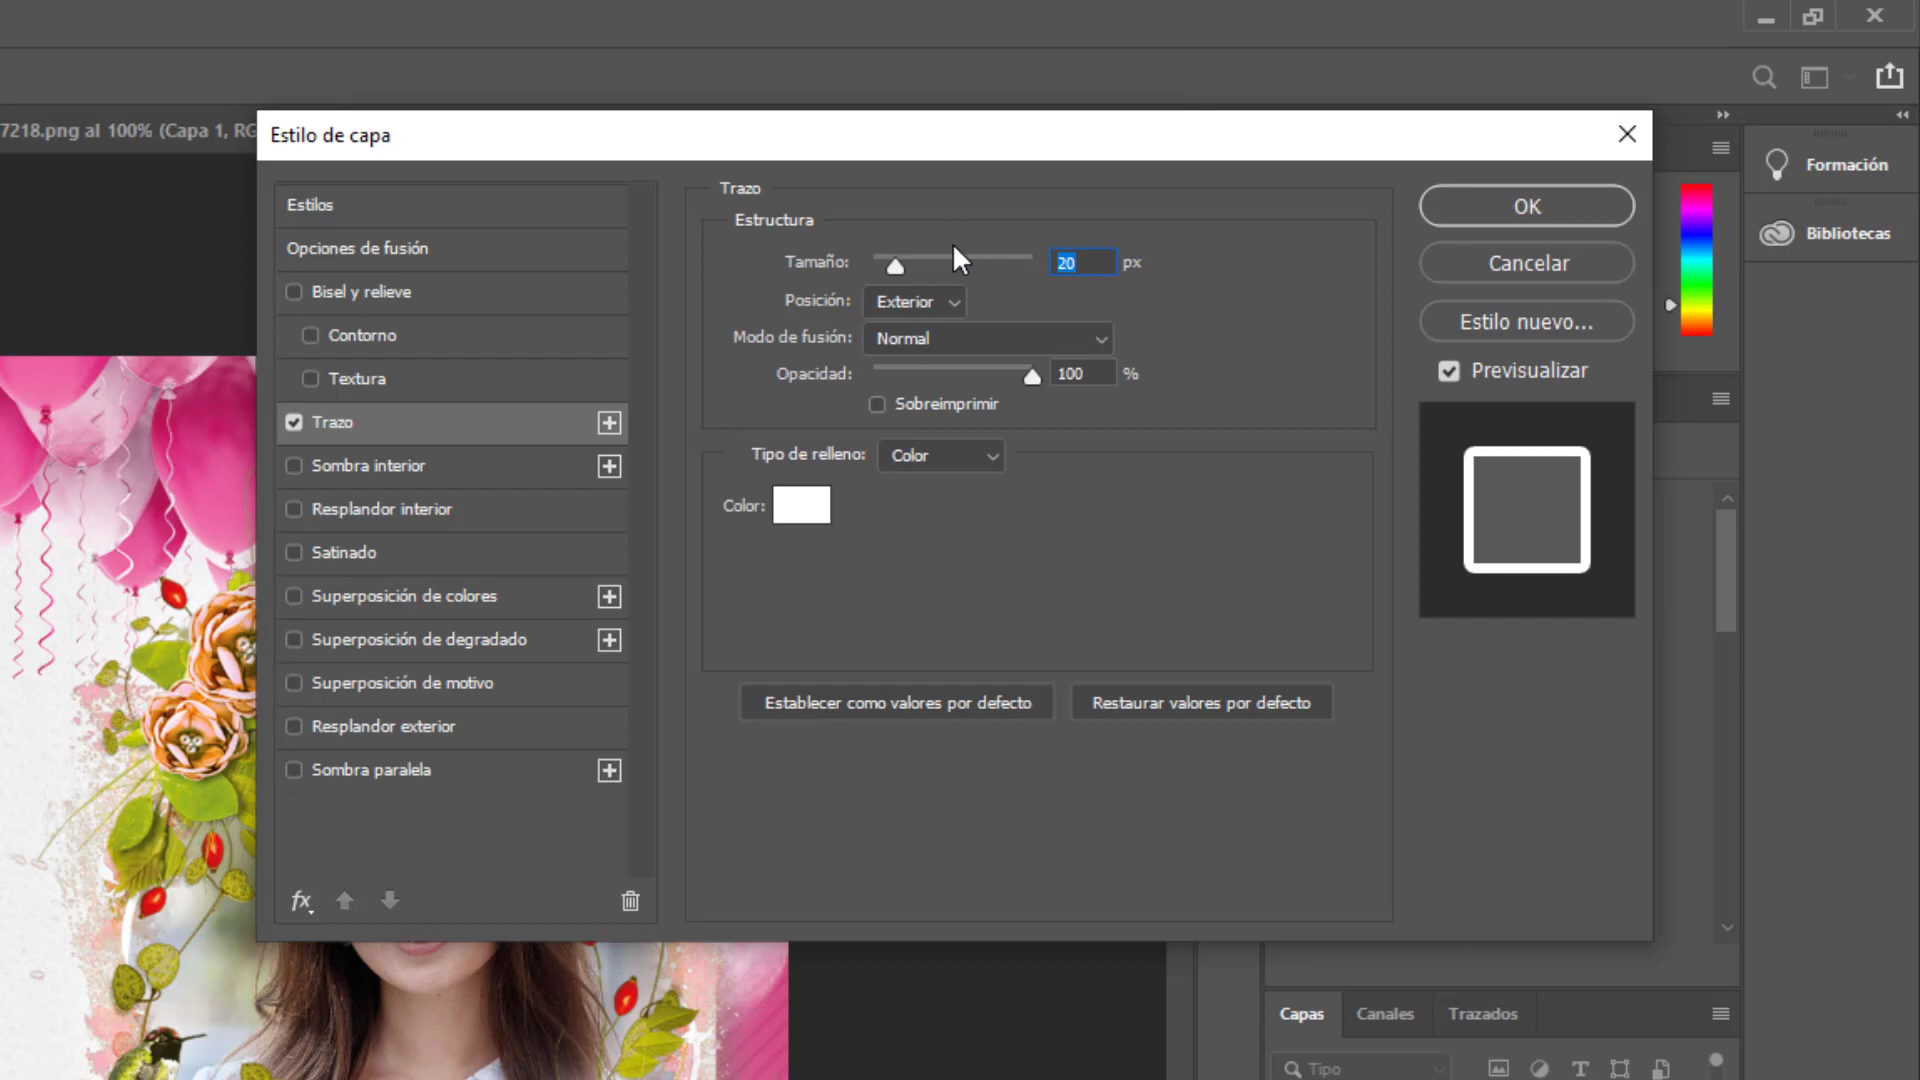 7218.png al 100% (Capa 1, RG
Estilo de capa
Formación
Bibliotecas
Estilos
Opciones de fusión
Bisel y relieve
Contorno
Textura
Trazo
Sombra interior
Resplandor interior
Satinado
Superposición de colores
Superposición de degradado
Superposición de motivo
Resplandor exterior
Sombra paralela
fx
Trazo
Estructura
Tamaño: 20 px
Posición: Exterior
Modo de fusión: Normal
Opacidad: 100 %
Sobreimprimir
Tipo de relleno: Color
Color:
Establecer como valores por defecto Restaurar valores por defecto
OK
Cancelar
Estilo nuevo...
Previsualizar
Capas Canales Trazados
Tipo